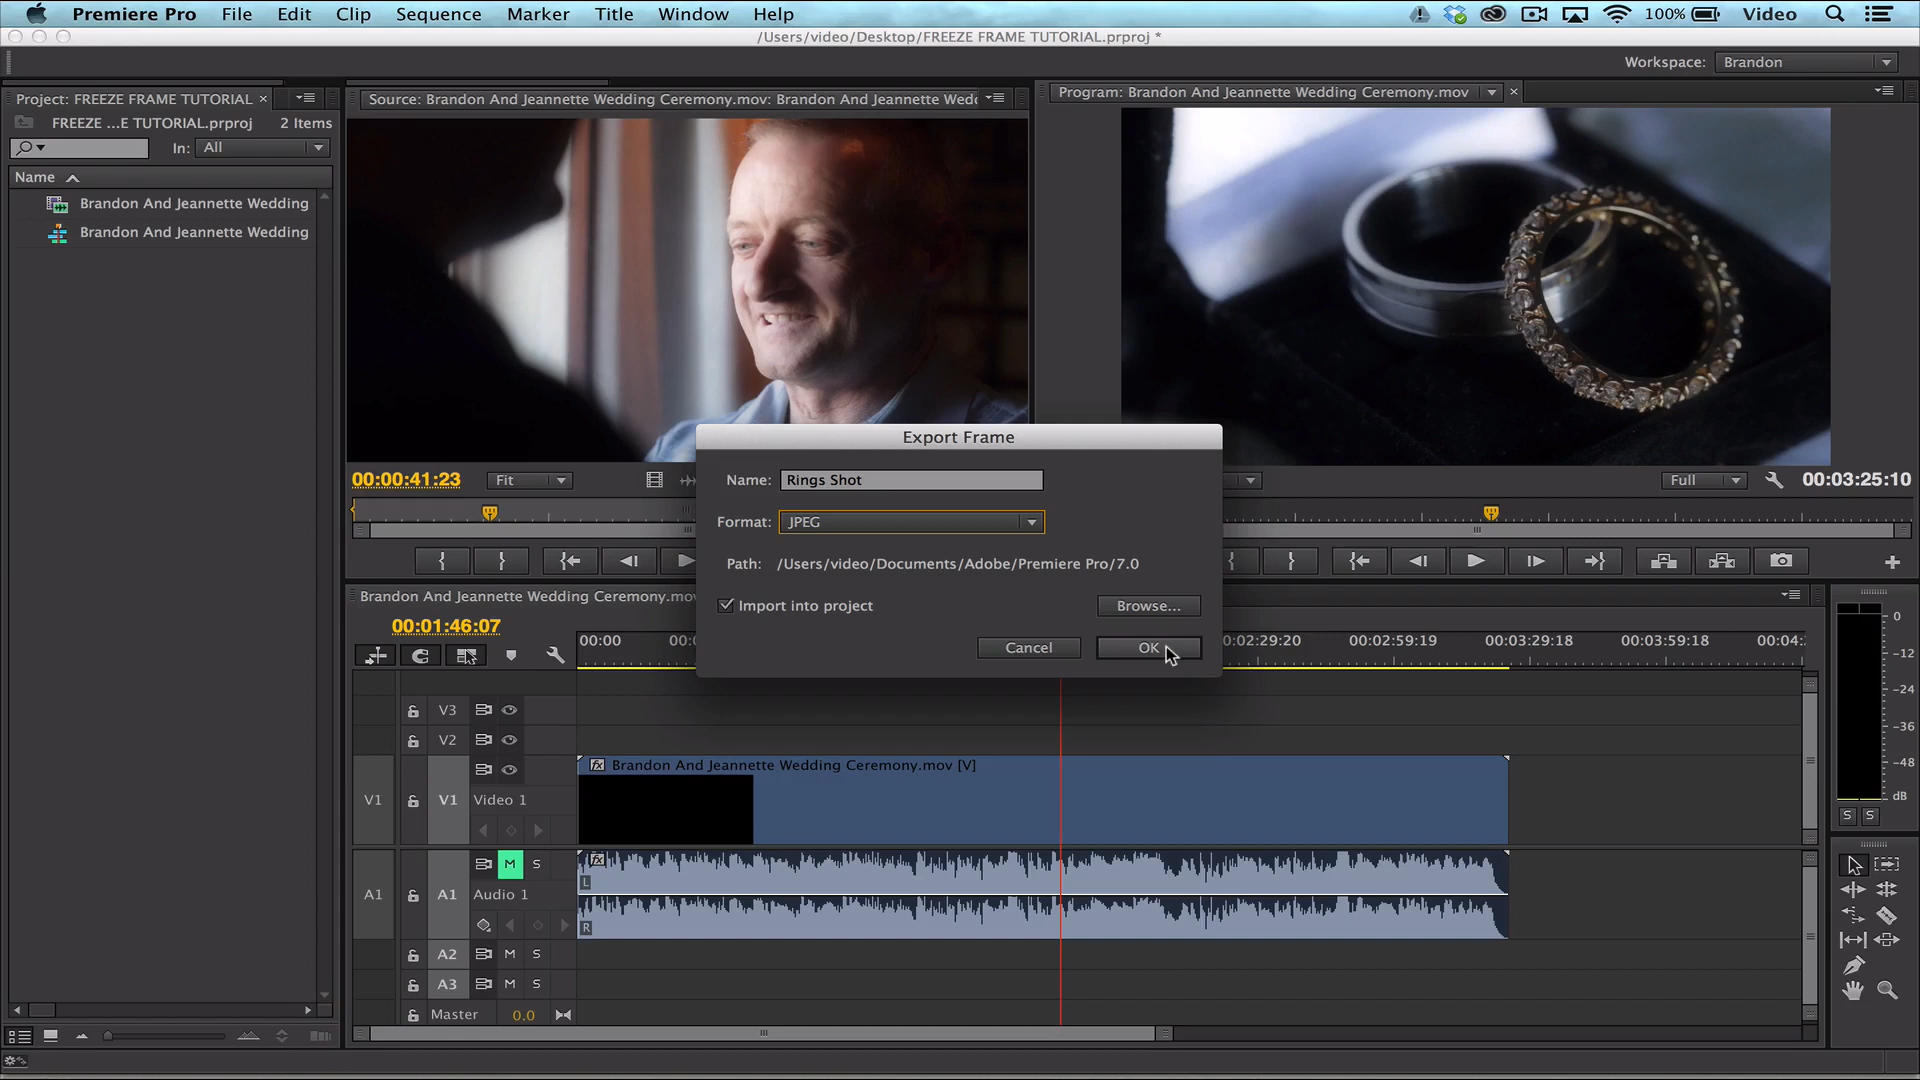 Premiere Pro File Edit Clip Sequence Marker Title Window Help 100% Video
/Users/video/Desktop/FREEZE FRAME TUTORIAL.prproj *
Workspace: Brandon
Project: FREEZE FRAME TUTORIAL ×
FREEZE ...E TUTORIAL.prproj 2 Items
In: All
Name
Brandon And Jeannette Wedding
Brandon And Jeannette Wedding
Source: Brandon And Jeannette Wedding Ceremony.mov: Brandon And Jeannette Wedd
00:00:41:23 Fit
Program: Brandon And Jeannette Wedding Ceremony.mov ×
Full 00:03:25:10
Export Frame
Name: Rings Shot
Format: JPEG
Path: /Users/video/Documents/Adobe/Premiere Pro/7.0
Import into project Browse...
Cancel OK
Brandon And Jeannette Wedding Ceremony.mov
00:01:46:07
00:00 00: 0:02:29:20 00:02:59:19 00:03:29:18 00:03:59:18 00:04:
V3
V2
fx Brandon And Jeannette Wedding Ceremony.mov [V]
V1 V1 Video 1
M S fx
L
A1 A1 Audio 1
R
A2 M S
A3 M S
Master 0.0
0
-12
-24
-36
-48
dB
S S